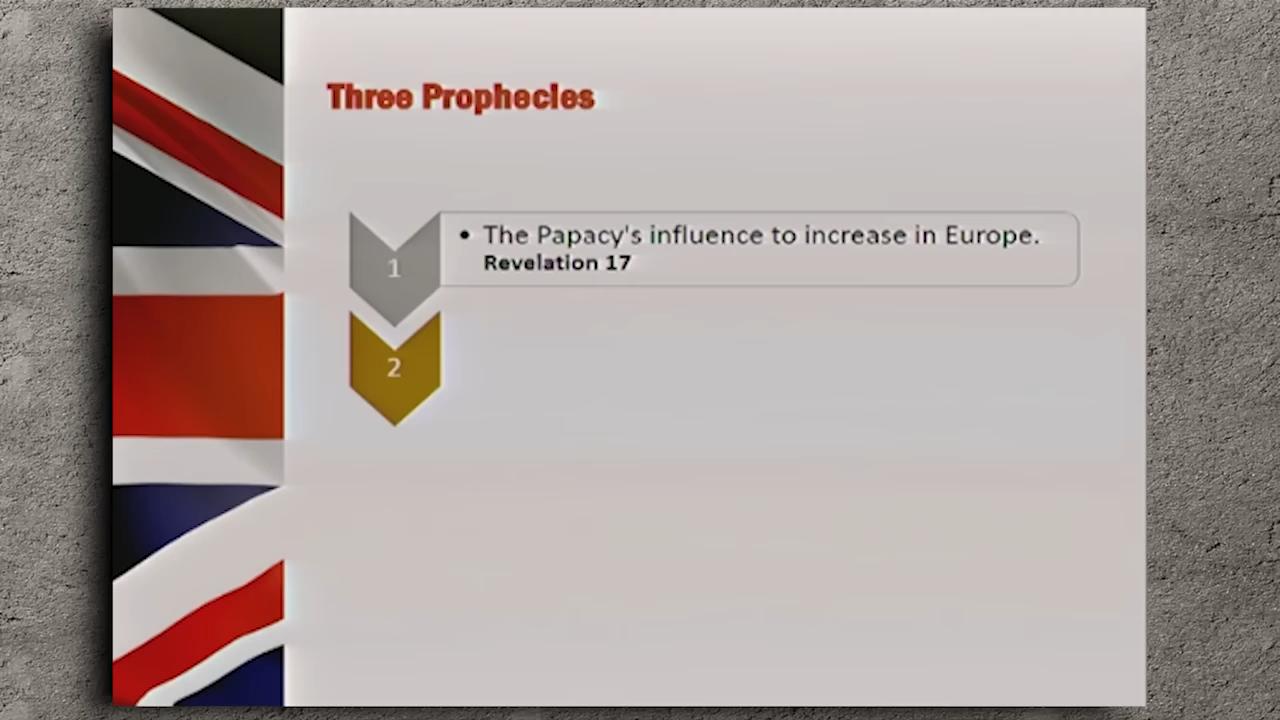 Three Prophecies
1
• The Papacy's influence to increase in Europe.
Revelation 17
2